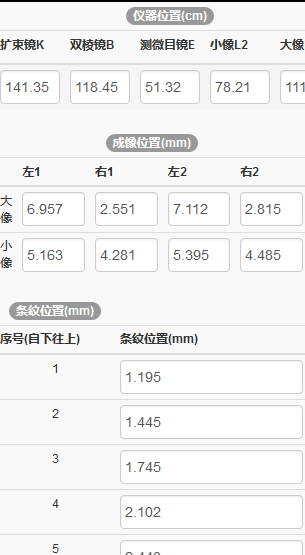 仪器位置(cm)
扩束镜K 双棱镜B 测微目镜E 小像L2 大像
141.35 118.45 51.32 78.21 111
成像位置(mm)
左1 右1 左2 右2
大像 6.957 2.551 7.112 2.815
小像 5.163 4.281 5.395 4.485
条纹位置(mm)
序号(自下往上) 条纹位置(mm)
1 1.195
2 1.445
3 1.745
4 2.102
5